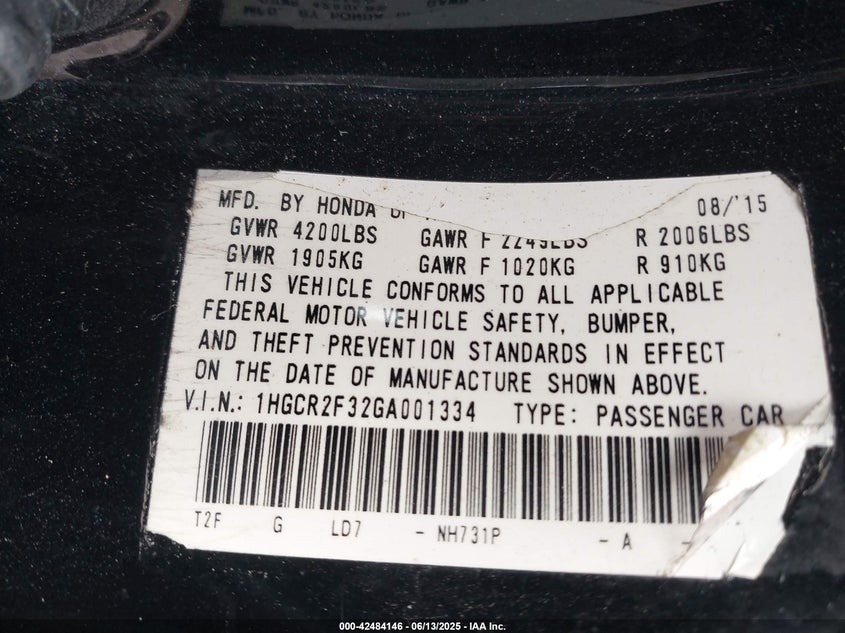 MFD. BY HONDA 08/'15
GVWR 4200LBS GAWR F 2249LBS R 2006LBS
GVWR 1905KG GAWR F 1020KG R 910KG
THIS VEHICLE CONFORMS TO ALL APPLICABLE
FEDERAL MOTOR VEHICLE SAFETY, BUMPER,
AND THEFT PREVENTION STANDARDS IN EFFECT
ON THE DATE OF MANUFACTURE SHOWN ABOVE.
V.I.N.: 1HGCR2F32GA001334 TYPE: PASSENGER CAR
T2F G LD7 - NH731P - A -
000-42484146 - 06/13/2025 - IAA Inc.